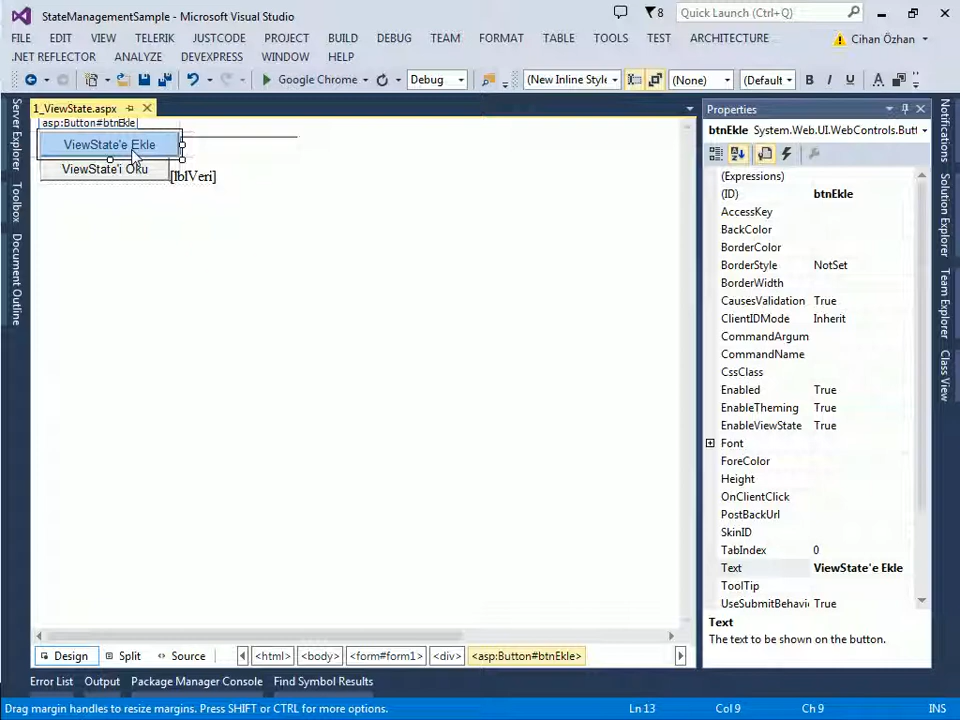 StateManagementSample - Microsoft Visual Studio
8
Quick Launch (Ctrl+Q)
FILE EDIT VIEW TELERIK JUSTCODE PROJECT BUILD DEBUG TEAM FORMAT TABLE TOOLS TEST ARCHITECTURE
Cihan Özhan
.NET REFLECTOR ANALYZE DEVEXPRESS WINDOW HELP
Google Chrome Debug (New Inline Style (None) (Default B I U A
1_ViewState.aspx
asp:Button#btnEkle
ViewState'e Ekle
ViewState'i Oku
[lblVeri]
Server Explorer
Toolbox
Document Outline
Properties
btnEkle System.Web.UI.WebControls.Butt
(Expressions)
(ID) btnEkle
AccessKey
BackColor
BorderColor
BorderStyle NotSet
BorderWidth
CausesValidation True
ClientIDMode Inherit
CommandArgum
CommandName
CssClass
Enabled True
EnableTheming True
EnableViewState True
Font
ForeColor
Height
OnClientClick
PostBackUrl
SkinID
TabIndex 0
Text ViewState'e Ekle
ToolTip
UseSubmitBehavi True
Text
The text to be shown on the button.
Notifications
Solution Explorer
Team Explorer
Class View
Design Split Source <html> <body> <form#form1> <div> <asp:Button#btnEkle>
Error List Output Package Manager Console Find Symbol Results
Drag margin handles to resize margins. Press SHIFT or CTRL for more options. Ln 13 Col 9 Ch 9 INS